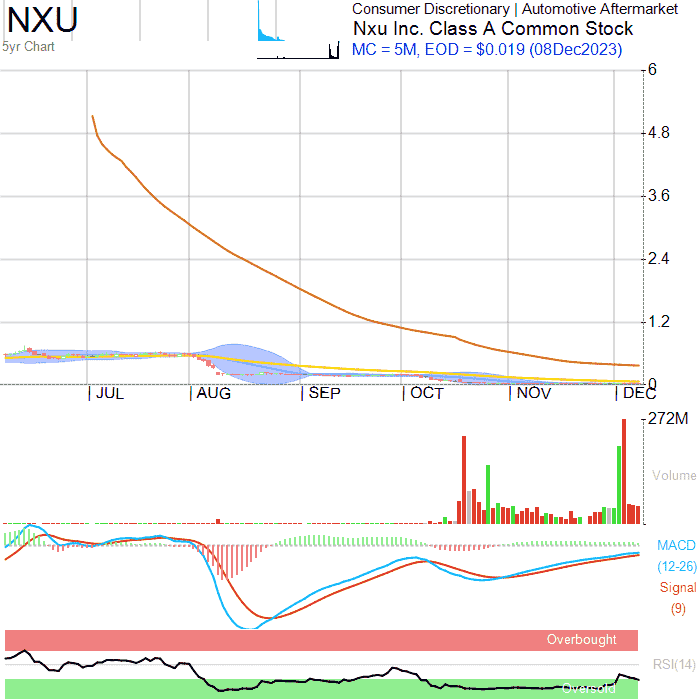 NXU
5yr Chart
Consumer Discretionary | Automotive Aftermarket
Nxu Inc. Class A Common Stock
MC = 5M, EOD = $0.019 (08Dec2023)
6
4.8
3.6
2.4
1.2
0
JUL AUG SEP OCT NOV DEC
272M
Volume
MACD
(12-26)
Signal
(9)
Overbought
RSI(14)
Oversold